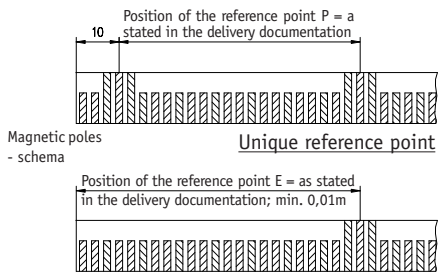 Position of the reference point P = a
10
stated in the delivery documentation
Magnetic poles
- schema
Unique reference point
Position of the reference point E = as stated
in the delivery documentation; min. 0,01m